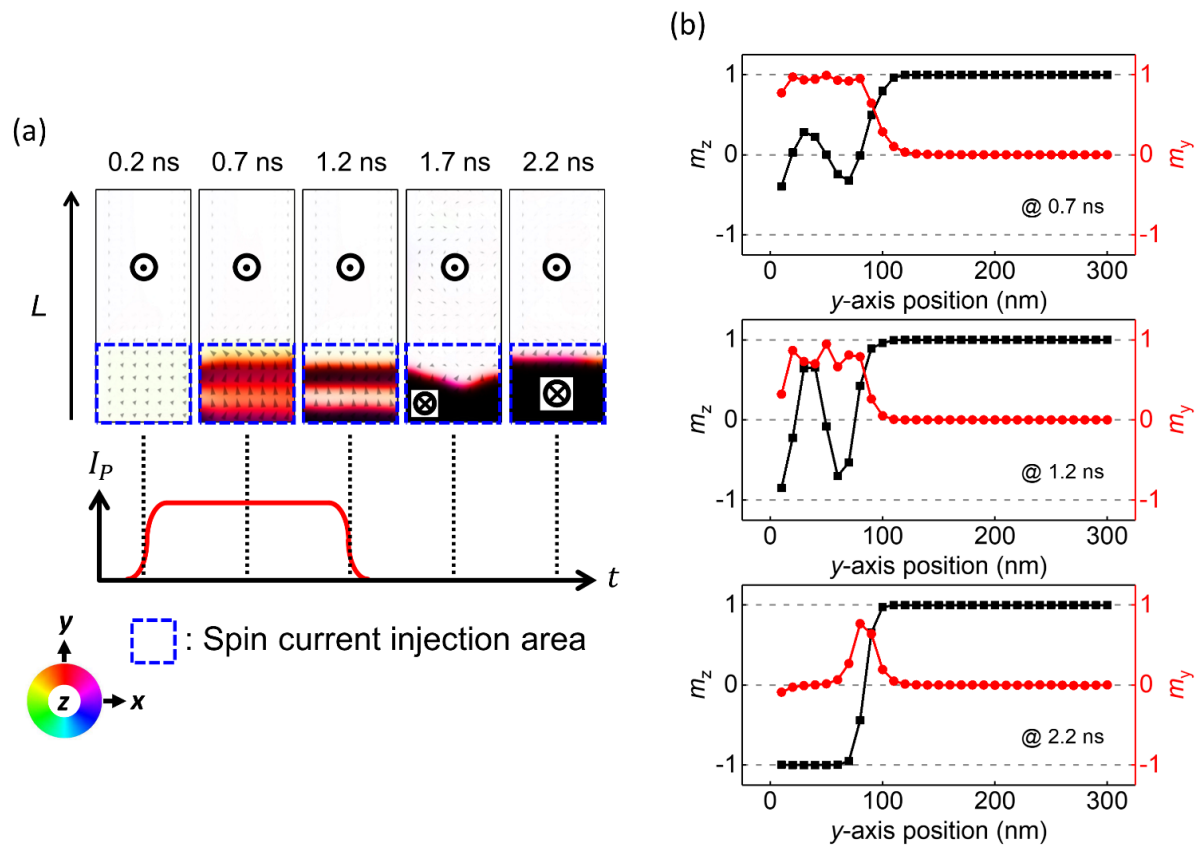 (a)
0.2 ns 0.7 ns 1.2 ns 1.7 ns 2.2 ns
L
I_P
t
: Spin current injection area
y
z
x
(b)
1
0
-1
m_z
1
0
-1
m_y
@ 0.7 ns
0 100 200 300
y-axis position (nm)
1
0
-1
m_z
1
0
-1
m_y
@ 1.2 ns
0 100 200 300
y-axis position (nm)
1
0
-1
m_z
1
0
-1
m_y
@ 2.2 ns
0 100 200 300
y-axis position (nm)